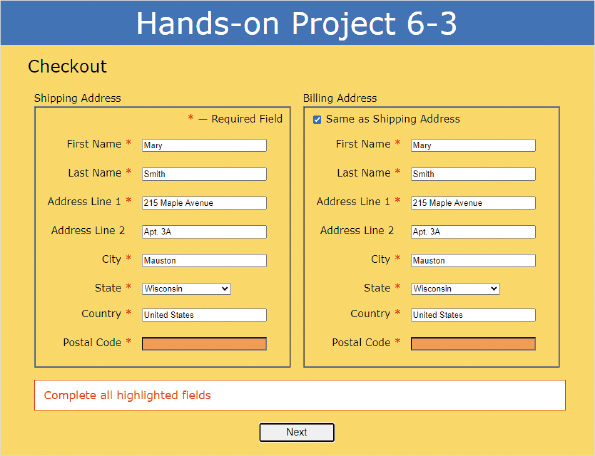 Hands-on Project 6-3
Checkout
Shipping Address
* — Required Field
First Name * Mary
Last Name * Smith
Address Line 1 * 215 Maple Avenue
Address Line 2 Apt. 3A
City * Mauston
State * Wisconsin
Country * United States
Postal Code *
Billing Address
Same as Shipping Address
First Name * Mary
Last Name * Smith
Address Line 1 * 215 Maple Avenue
Address Line 2 Apt. 3A
City * Mauston
State * Wisconsin
Country * United States
Postal Code *
Complete all highlighted fields
Next